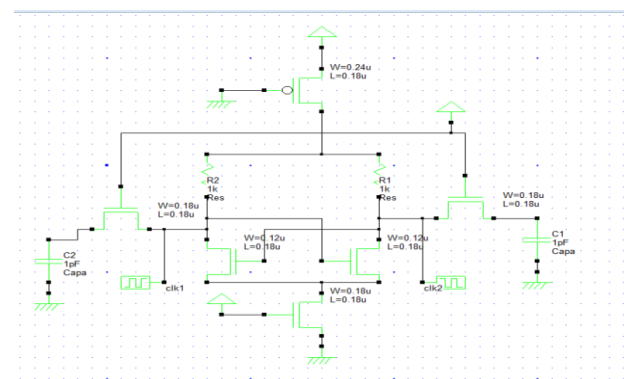 W=0.24u
L=0.18u
R2
1k
Res
R1
1k
Res
W=0.18u
L=0.18u
W=0.18u
L=0.18u
C2
1pF
Capa
W=0.12u
L=0.18u
W=0.12u
L=0.18u
C1
1pF
Capa
clk1
W=0.18u
L=0.18u
clk2